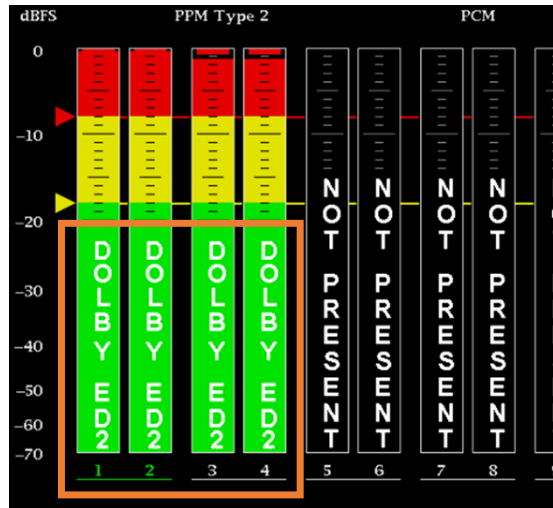 dBFS PPM Type 2 PCM
0
-10
-20
-30
-40
-50
-60
-70
DOLBY ED2
DOLBY ED2
DOLBY ED2
DOLBY ED2
NOT PRESENT
NOT PRESENT
NOT PRESENT
NOT PRESENT
1 2 3 4 5 6 7 8